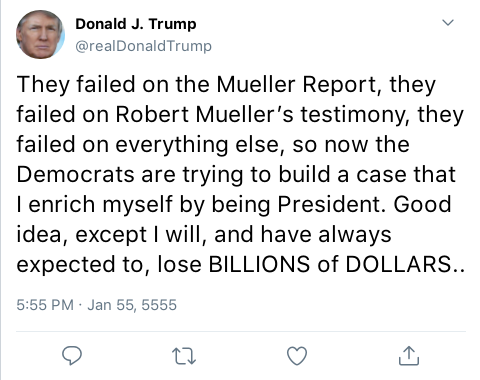 Donald J. Trump
@realDonaldTrump
They failed on the Mueller Report, they
failed on Robert Mueller’s testimony, they
failed on everything else, so now the
Democrats are trying to build a case that
I enrich myself by being President. Good
idea, except I will, and have always
expected to, lose BILLIONS of DOLLARS..
5:55 PM · Jan 55, 5555